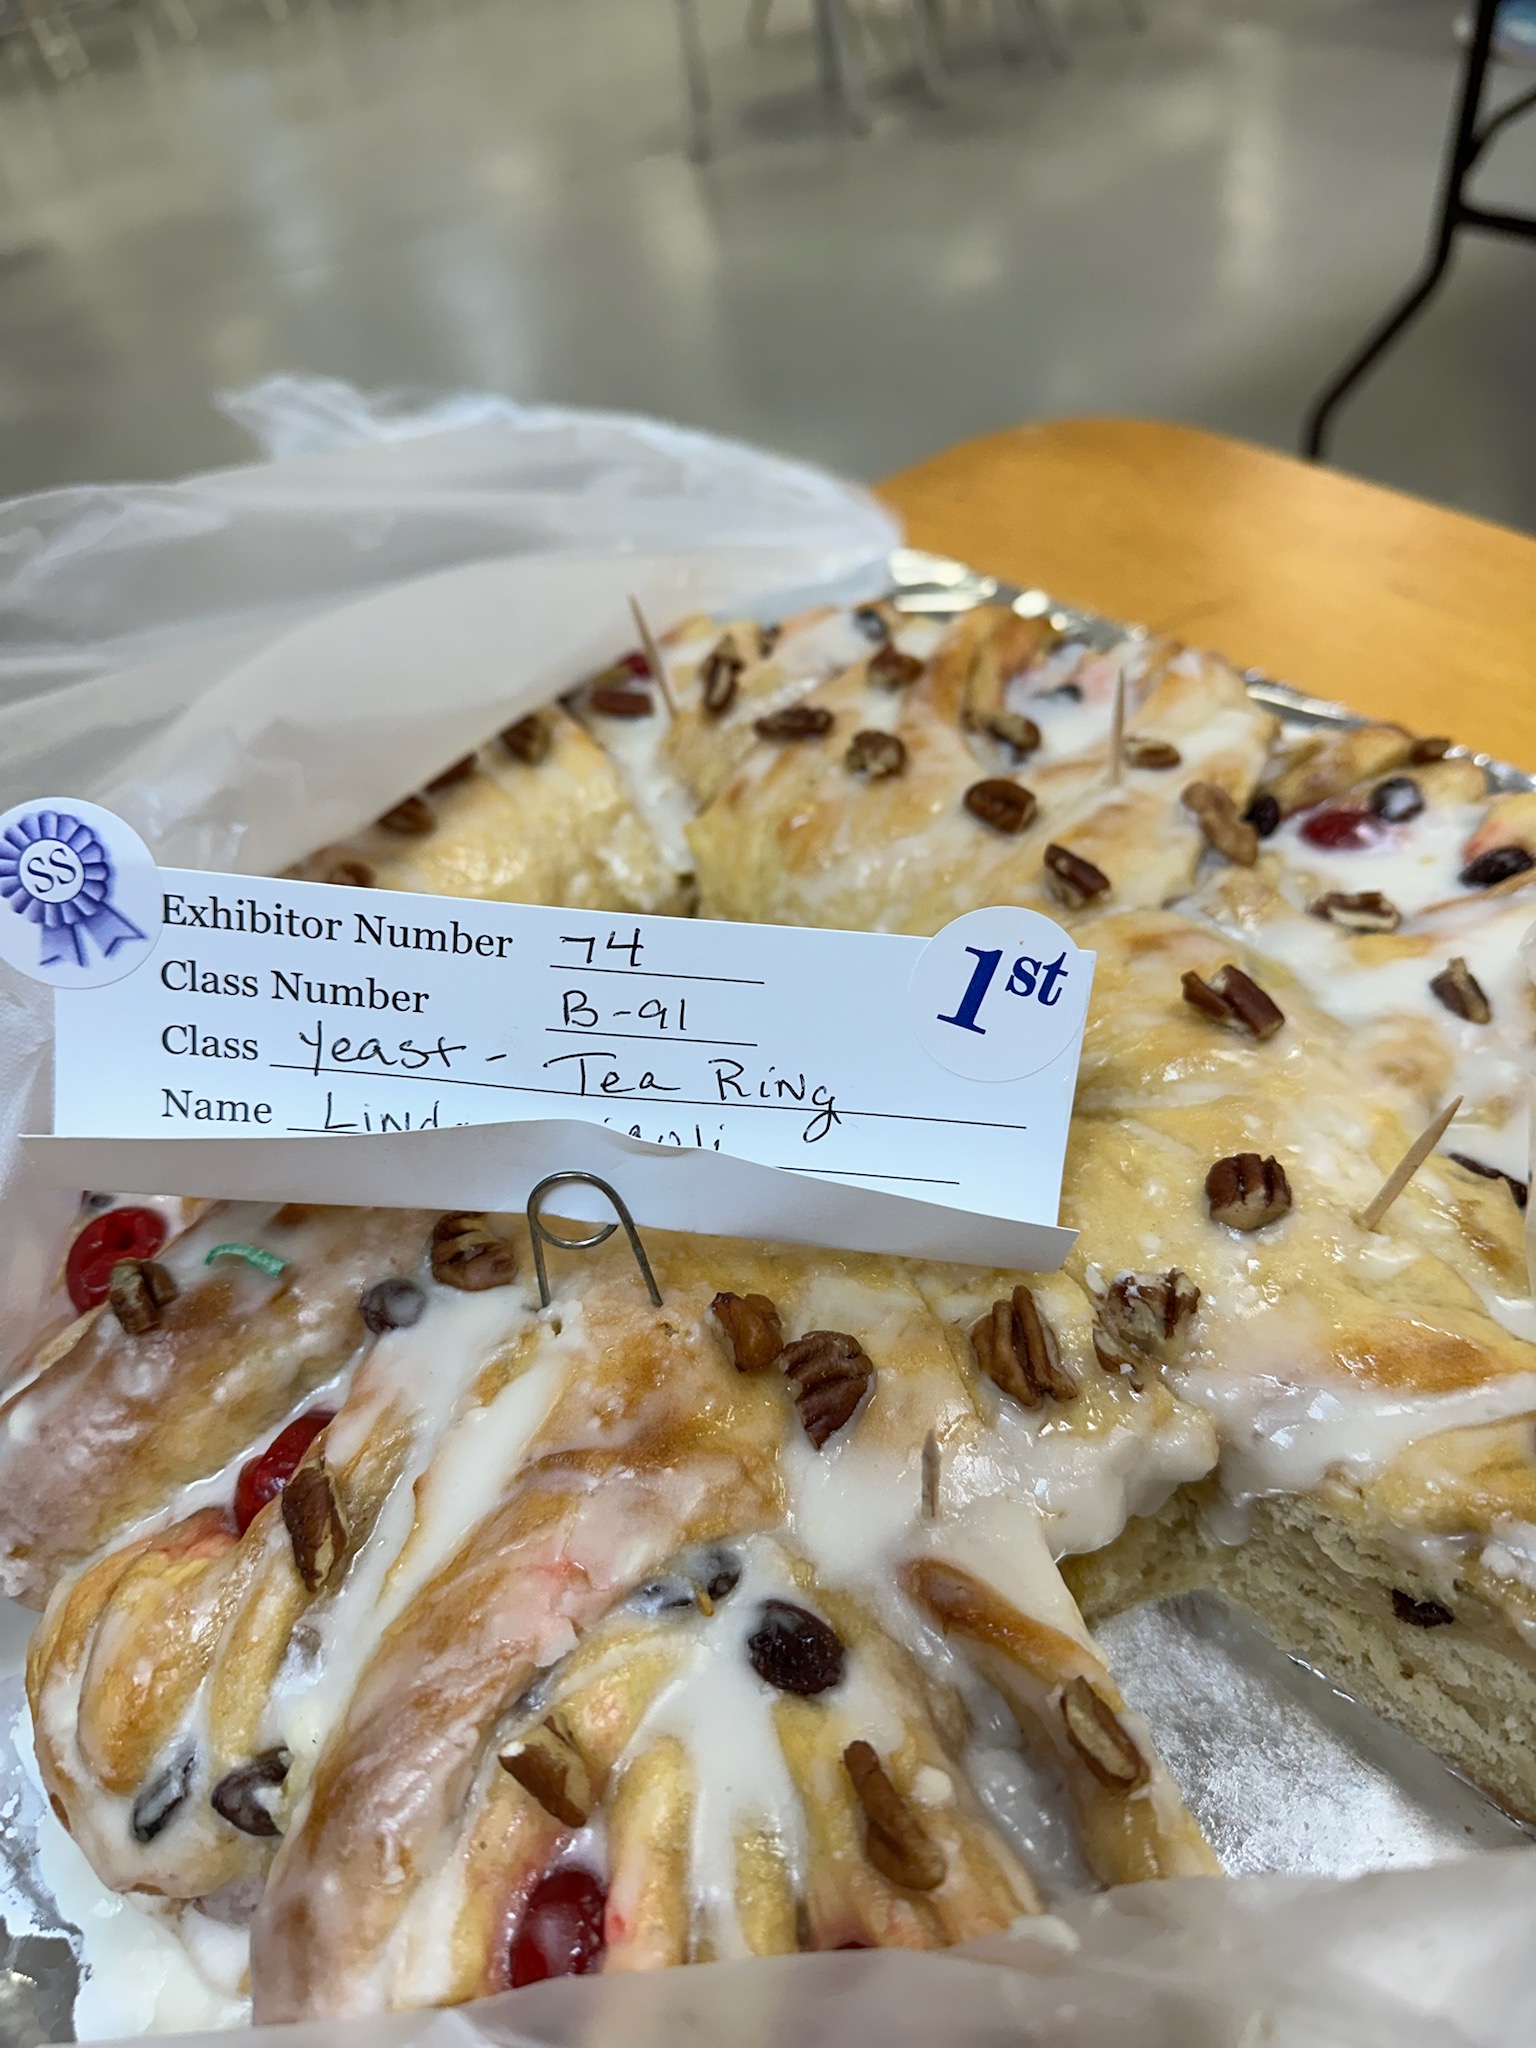 SS
Exhibitor Number 74
1st
Class Number B-91
Class Yeast - Tea Ring
Name